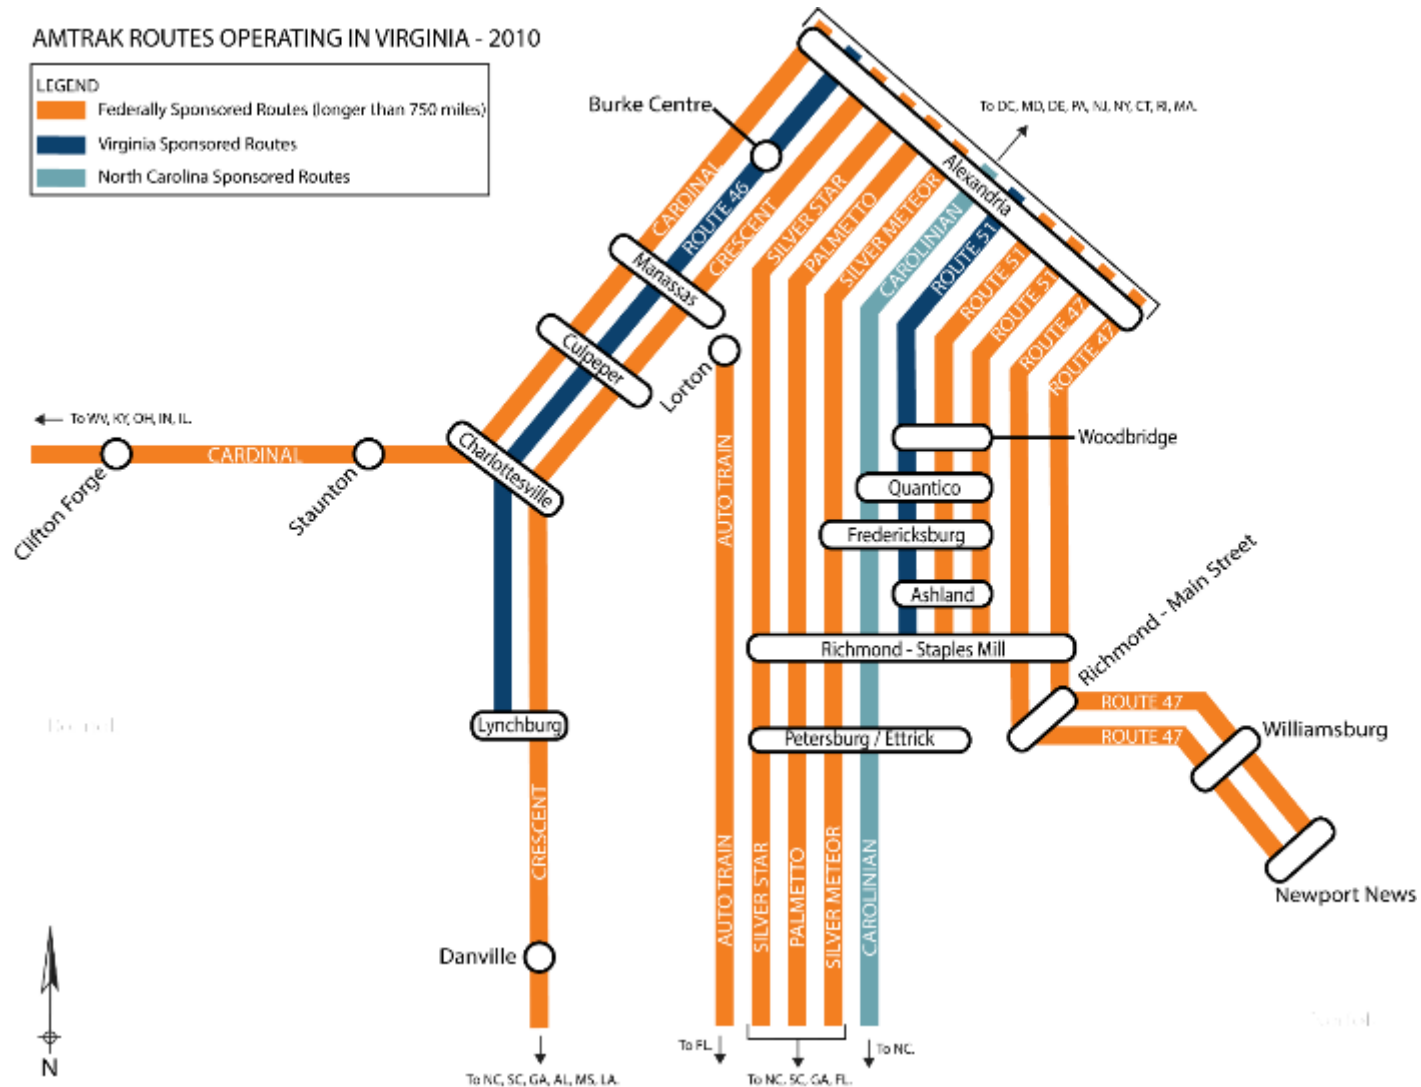 AMTRAK ROUTES OPERATING IN VIRGINIA - 2010
LEGEND
Federally Sponsored Routes (longer than 750 miles)
Virginia Sponsored Routes
North Carolina Sponsored Routes
Burke Centre
To DC, MD, DE, PA, NJ, NY, CT, RI, MA.
Alexandria
CARDINAL
ROUTE 46
CRESCENT
SILVER STAR
PALMETTO
SILVER METEOR
CAROLINIAN
ROUTE 51
ROUTE 51
ROUTE 51
ROUTE 47
ROUTE 47
Manassas
Culpeper
Lorton
To WV, KY, OH, IN, IL.
CARDINAL
Clifton Forge
Staunton
Charlottesville
AUTO TRAIN
Woodbridge
Quantico
Fredericksburg
Ashland
Richmond - Staples Mill
Richmond - Main Street
Lynchburg
Petersburg / Ettrick
ROUTE 47
ROUTE 47
Williamsburg
Newport News
CRESCENT
AUTO TRAIN
SILVER STAR
PALMETTO
SILVER METEOR
CAROLINIAN
Danville
N
To FL.
To NC.
To NC, SC, GA, AL, MS, LA.
To NC, SC, GA, FL.